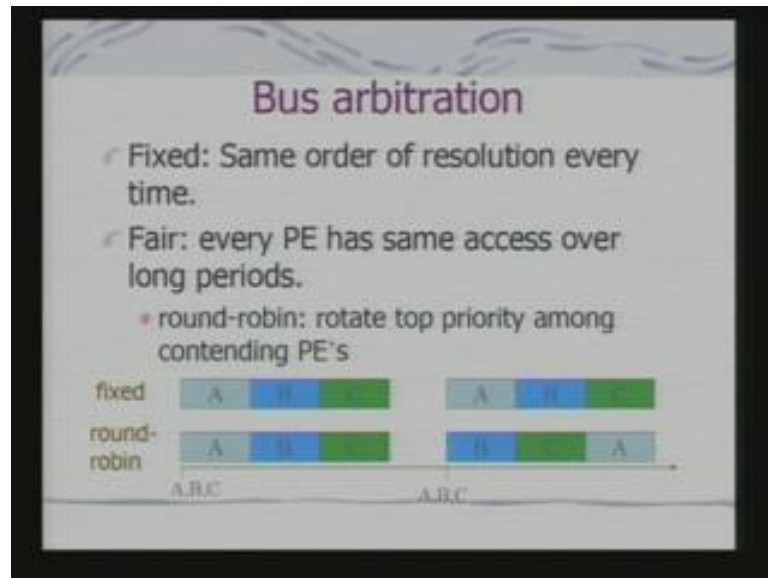 Bus arbitration
Fixed: Same order of resolution every
time.
Fair: every PE has same access over
long periods.
round-robin: rotate top priority among
contending PE's
fixed A B C A B C
round-
robin
A B C B C A
A,B,C A,B,C